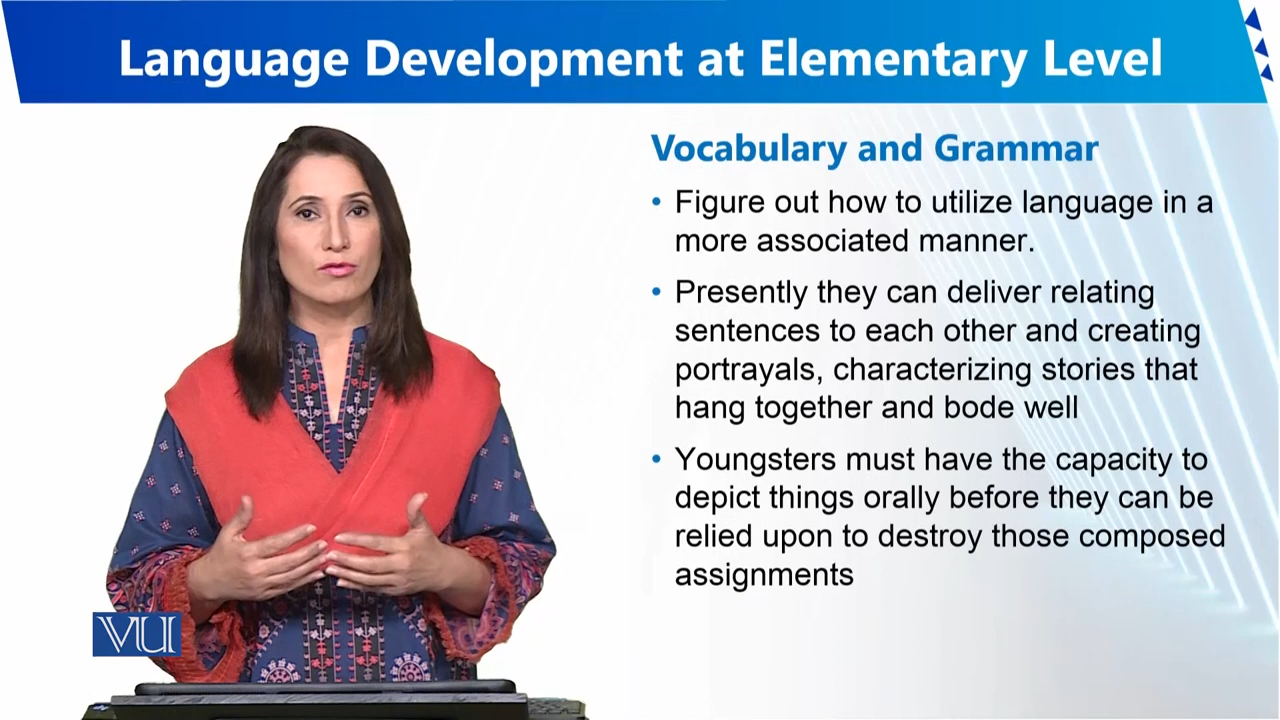 Language Development at Elementary Level
Vocabulary and Grammar
• Figure out how to utilize language in a
more associated manner.
• Presently they can deliver relating
sentences to each other and creating
portrayals, characterizing stories that
hang together and bode well
• Youngsters must have the capacity to
depict things orally before they can be
relied upon to destroy those composed
assignments
VU